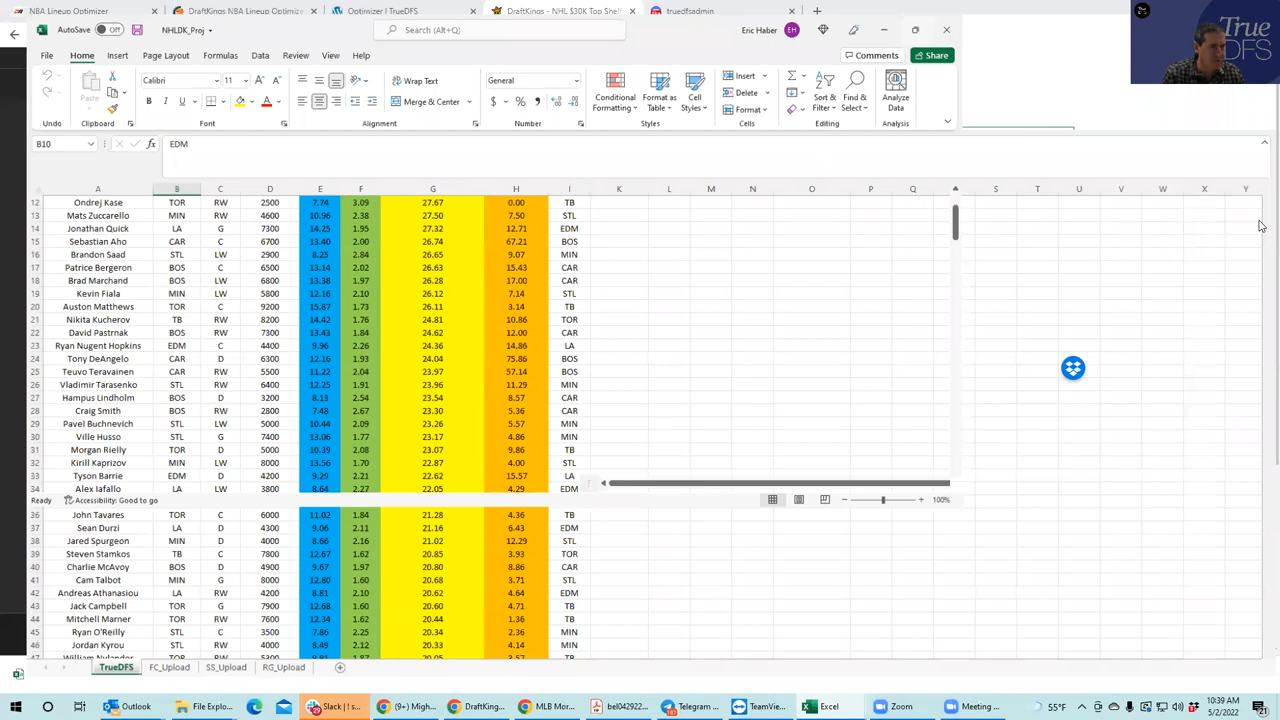 NBA Lineup Optimizer
DraftKings NBA Lineup Optimizer
Optimizer | TrueDFS
DraftKings - NHL $30K Top Shelf
truedfsadmin
True DFS
AutoSave Off NHLDK_Proj
Search (Alt+Q)
Eric Haber EH
File Home Insert Page Layout Formulas Data Review View Help Comments Share
Calibri 11 Wrap Text General Insert
Paste Merge & Center Conditional Formatting Format as Table Cell Styles Delete Format Sort & Filter Find & Select Analyze Data
Undo Clipboard Font Alignment Number Styles Cells Editing Analysis
B10 EDM
A B C D E F G H I K L M N O P Q S T U V W X Y
12 Ondrej Kase TOR RW 2500 7.74 3.09 27.67 0.00 TB
13 Mats Zuccarello MIN RW 4600 10.96 2.38 27.50 7.50 STL
14 Jonathan Quick LA G 7300 14.25 1.95 27.32 12.71 EDM
15 Sebastian Aho CAR C 6700 13.40 2.00 26.74 67.21 BOS
16 Brandon Saad STL LW 2900 8.25 2.84 26.65 9.07 MIN
17 Patrice Bergeron BOS C 6500 13.14 2.02 26.63 15.43 CAR
18 Brad Marchand BOS LW 6800 13.38 1.97 26.28 17.00 CAR
19 Kevin Fiala MIN LW 5800 12.16 2.10 26.12 7.14 STL
20 Auston Matthews TOR C 9200 15.87 1.73 26.11 3.14 TB
21 Nikita Kucherov TB RW 8200 14.42 1.76 24.81 10.86 TOR
22 David Pastrnak BOS RW 7300 13.43 1.84 24.62 12.00 CAR
23 Ryan Nugent Hopkins EDM C 4400 9.96 2.26 24.36 14.86 LA
24 Tony DeAngelo CAR D 6300 12.16 1.93 24.04 75.86 BOS
25 Teuvo Teravainen CAR RW 5500 11.22 2.04 23.97 57.14 BOS
26 Vladimir Tarasenko STL RW 6400 12.25 1.91 23.96 11.29 MIN
27 Hampus Lindholm BOS D 3200 8.13 2.54 23.54 8.57 CAR
28 Craig Smith BOS RW 2800 7.48 2.67 23.30 5.36 CAR
29 Pavel Buchnevich STL LW 5000 10.44 2.09 23.26 5.57 MIN
30 Ville Husso STL G 7400 13.06 1.77 23.17 4.86 MIN
31 Morgan Rielly TOR D 5000 10.39 2.08 23.07 9.86 TB
32 Kirill Kaprizov MIN LW 8000 13.56 1.70 22.87 4.00 STL
33 Tyson Barrie EDM D 4200 9.29 2.21 22.62 15.57 LA
34 Alex Iafallo LA LW 3800 8.64 2.27 22.05 4.29 EDM
Ready Accessibility: Good to go 100%
36 John Tavares TOR C 6000 11.02 1.84 21.28 4.36 TB
37 Sean Durzi LA D 4300 9.06 2.11 21.16 6.43 EDM
38 Jared Spurgeon MIN D 4000 8.66 2.16 21.02 12.29 STL
39 Steven Stamkos TB C 7800 12.67 1.62 20.85 3.93 TOR
40 Charlie McAvoy BOS D 4900 9.67 1.97 20.80 8.86 CAR
41 Cam Talbot MIN G 8000 12.80 1.60 20.68 3.71 STL
42 Andreas Athanasiou LA RW 4200 8.81 2.10 20.62 4.64 EDM
43 Jack Campbell TOR G 7900 12.68 1.60 20.60 4.71 TB
44 Mitchell Marner TOR RW 7600 12.34 1.62 20.44 1.36 TB
45 Ryan O'Reilly STL C 3500 7.86 2.25 20.34 2.36 MIN
46 Jordan Kyrou STL RW 4000 8.49 2.12 20.33 4.14 MIN
47 William Nylander TOR RW 9.81 1.87 20.05 3.57 TB
TrueDFS FC_Upload SS_Upload RG_Upload
Outlook File Explo... Slack | ! s... (9+) Migh... DraftKing... MLB Mor... bel042922... Telegram ... TeamView... Excel Zoom Meeting ... 55°F 10:39 AM
5/2/2022